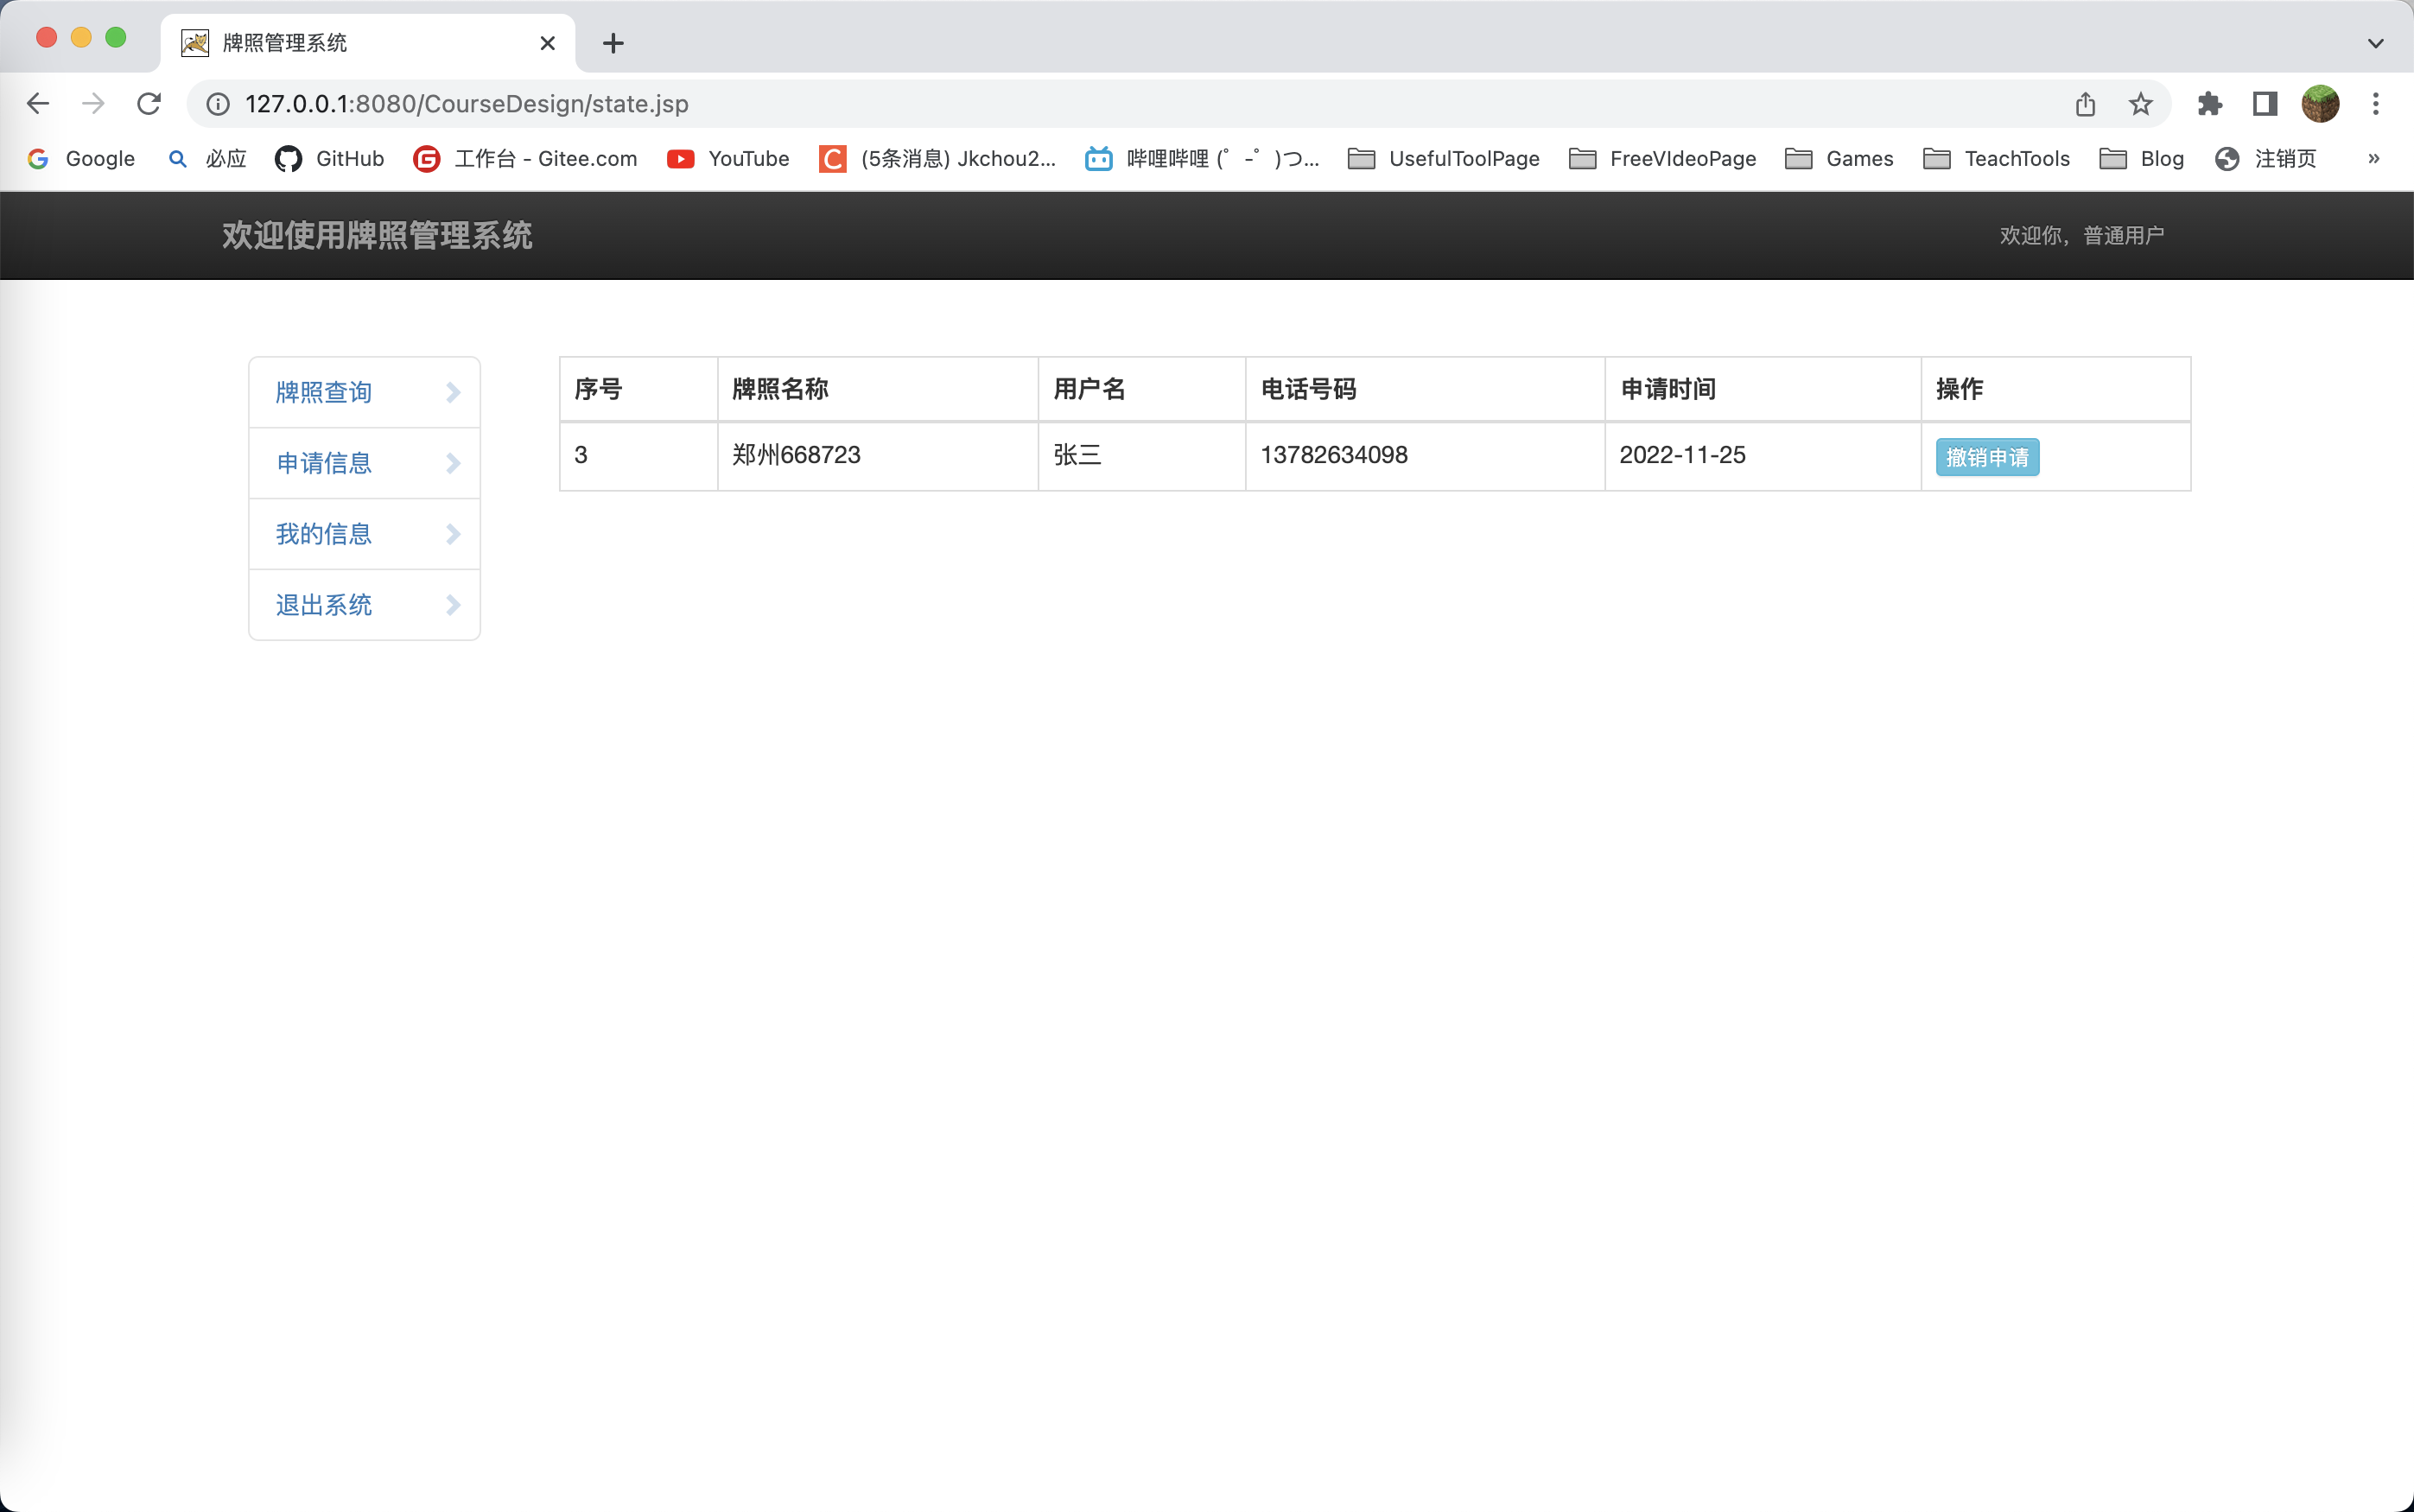 牌照管理系统
127.0.0.1:8080/CourseDesign/state.jsp
Google 必应 GitHub 工作台 - Gitee.com YouTube (5条消息) Jkchou2... 哔哩哔哩 (゜-゜)つ... UsefulToolPage FreeVIdeoPage Games TeachTools Blog 注销页 »
欢迎使用牌照管理系统 欢迎你，普通用户
牌照查询
申请信息
我的信息
退出系统
序号 牌照名称 用户名 电话号码 申请时间 操作
3 郑州668723 张三 13782634098 2022-11-25 撤销申请